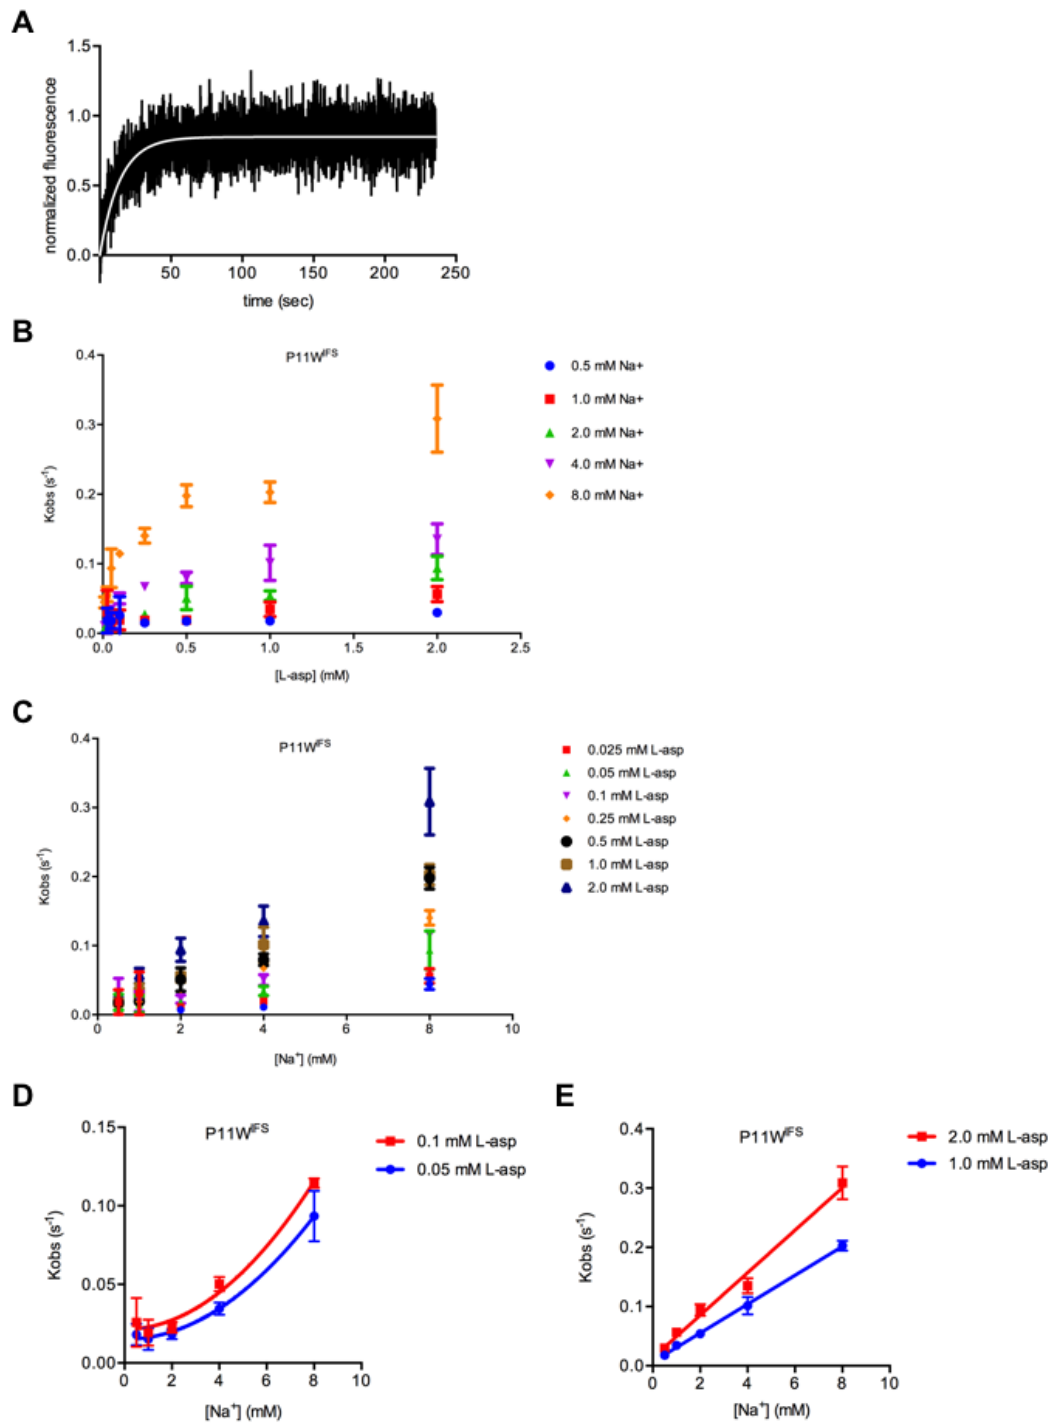 A
normalized fluorescence
1.5
1.0
0.5
0.0
50 100 150 200 250
time (sec)
B
P11W^IFS
Kobs (s⁻¹)
0.4
0.3
0.2
0.1
0.0
0.0 0.5 1.0 1.5 2.0 2.5
[L-asp] (mM)
0.5 mM Na+
1.0 mM Na+
2.0 mM Na+
4.0 mM Na+
8.0 mM Na+
C
P11W^IFS
Kobs (s⁻¹)
0.4
0.3
0.2
0.1
0.0
0 2 4 6 8 10
[Na⁺] (mM)
0.025 mM L-asp
0.05 mM L-asp
0.1 mM L-asp
0.25 mM L-asp
0.5 mM L-asp
1.0 mM L-asp
2.0 mM L-asp
D
P11W^IFS
Kobs (s⁻¹)
0.15
0.10
0.05
0.00
0 2 4 6 8 10
[Na⁺] (mM)
0.1 mM L-asp
0.05 mM L-asp
E
P11W^IFS
Kobs (s⁻¹)
0.4
0.3
0.2
0.1
0.0
0 2 4 6 8 10
[Na⁺] (mM)
2.0 mM L-asp
1.0 mM L-asp